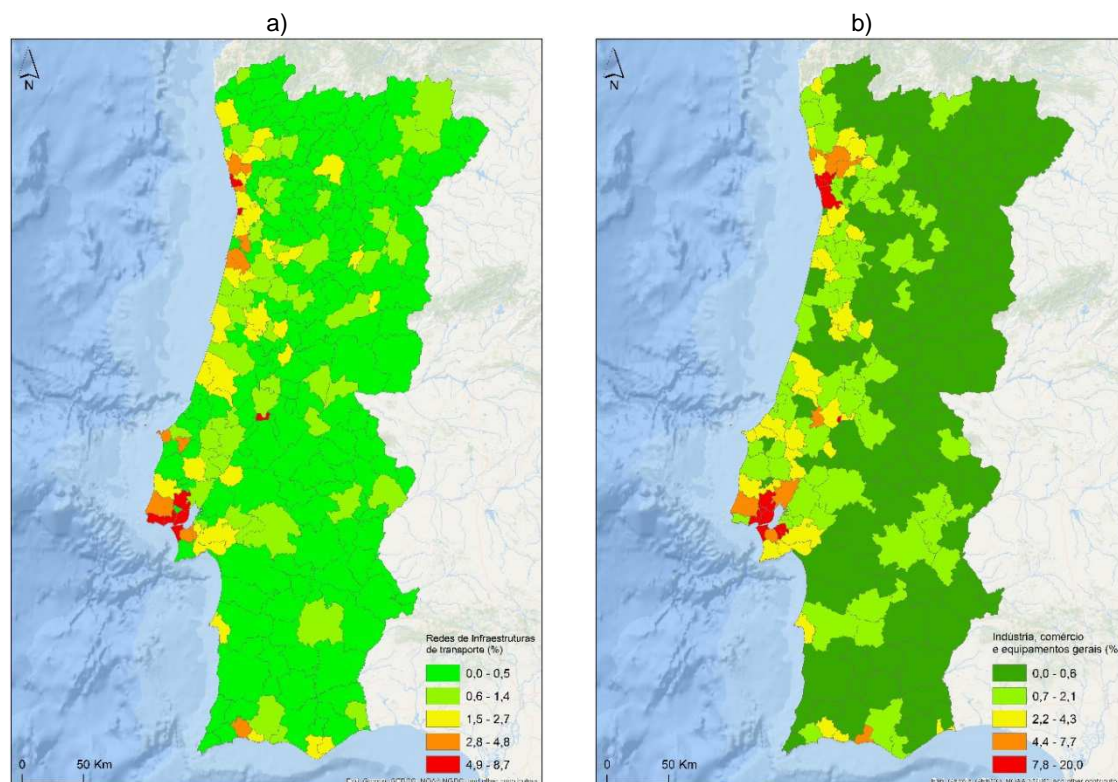 a)
b)
N
N
Redes de Infraestruturas
de transporte (%)
0,0 - 0,5
0,6 - 1,4
1,5 - 2,7
2,8 - 4,8
4,9 - 8,7
0 50 Km
Indústria, comércio
e equipamentos gerais (%
0,0 - 0,6
0,7 - 2,1
2,2 - 4,3
4,4 - 7,7
7,8 - 20,0
0 50 Km